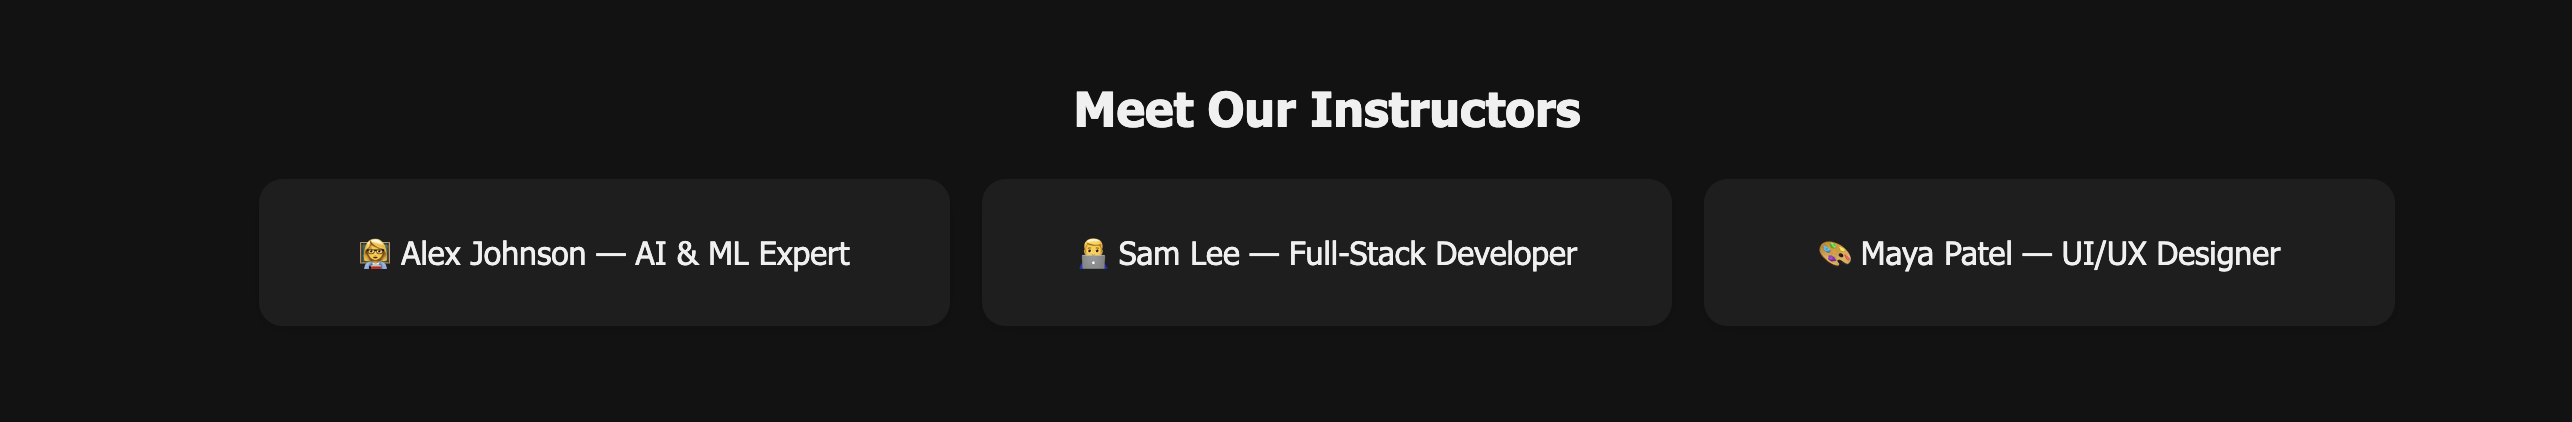 Meet Our Instructors
👩‍🏫 Alex Johnson — AI & ML Expert
👨‍💻 Sam Lee — Full-Stack Developer
🎨 Maya Patel — UI/UX Designer